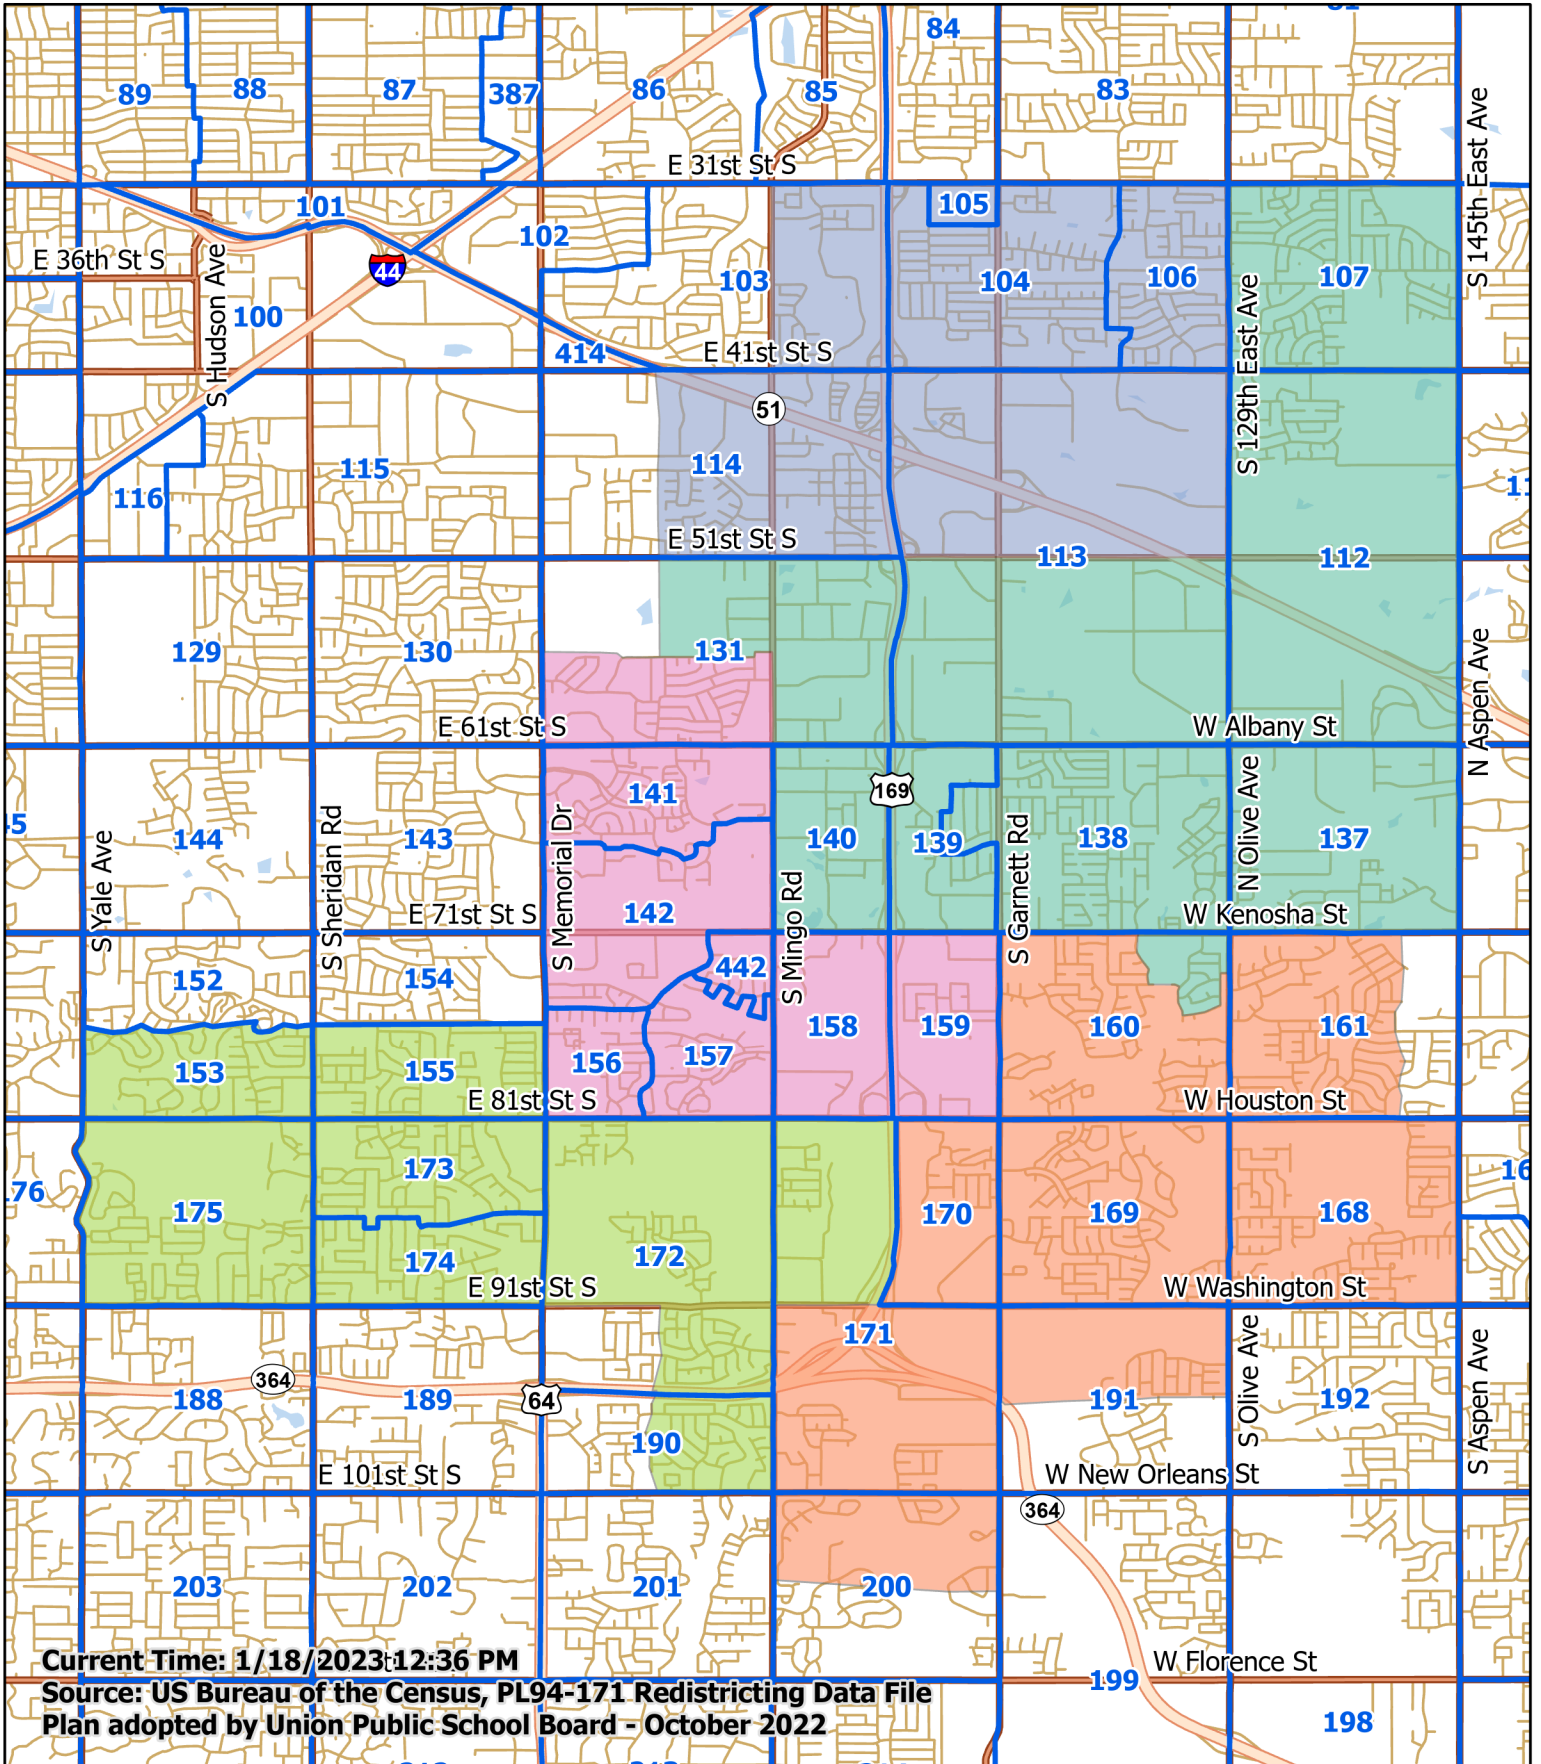 84
89
88
87
387
86
85
83
S 145th East Ave
E 31st St S
101
105
102
E 36th St S
44
103
104
106
107
S Hudson Ave
100
414
E 41st St S
S 129th East Ave
51
115
114
116
E 51st St S
113
112
129
130
131
N Aspen Ave
E 61st St S
W Albany St
141
169
N Olive Ave
144
143
140
139
138
137
S Yale Ave
S Sheridan Rd
S Memorial Dr
S Mingo Rd
S Garnett Rd
E 71st St S
142
W Kenosha St
152
154
442
158
159
160
161
153
155
156
157
E 81st St S
W Houston St
173
175
170
169
168
174
172
E 91st St S
W Washington St
171
364
188
189
64
191
192
S Olive Ave
S Aspen Ave
190
E 101st St S
W New Orleans St
364
203
202
201
200
Current Time: 1/18/2023 12:36 PM
W Florence St
199
Source: US Bureau of the Census, PL94-171 Redistricting Data File
Plan adopted by Union Public School Board - October 2022
198